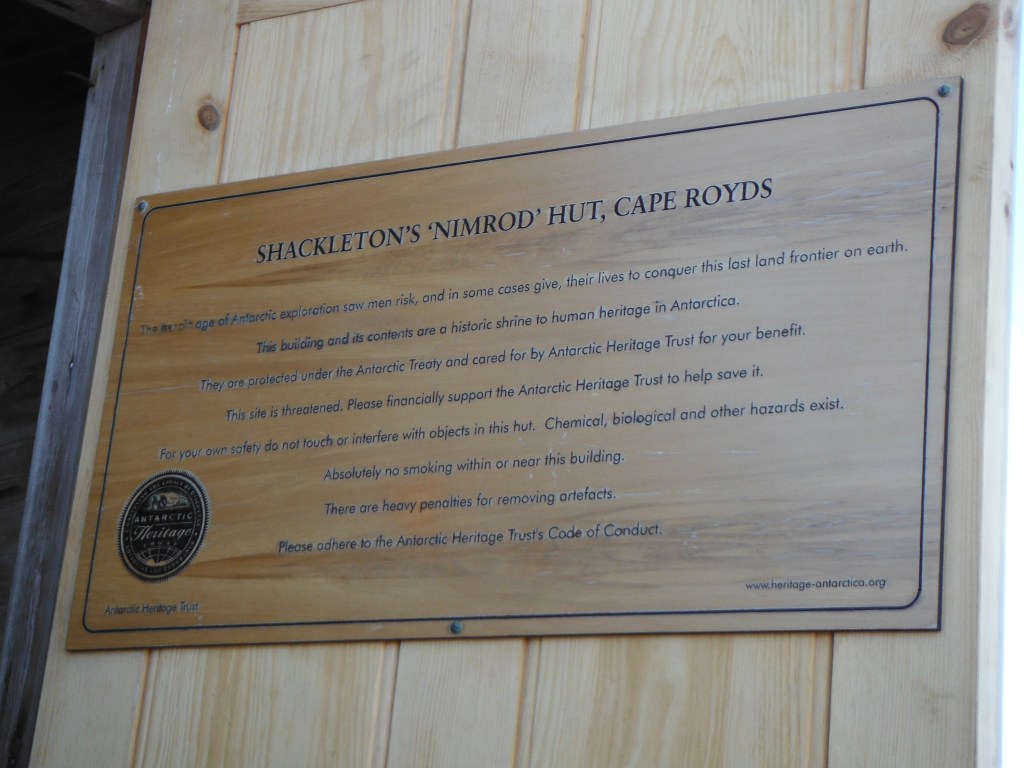 SHACKLETON'S 'NIMROD' HUT, CAPE ROYDS
The heroic age of Antarctic exploration saw men risk, and in some cases give, their lives to conquer this last land frontier on earth.
This building and its contents are a historic shrine to human heritage in Antarctica.
They are protected under the Antarctic Treaty and cared for by Antarctic Heritage Trust for your benefit.
This site is threatened. Please financially support the Antarctic Heritage Trust to help save it.
For your own safety do not touch or interfere with objects in this hut. Chemical, biological and other hazards exist.
Absolutely no smoking within or near this building.
There are heavy penalties for removing artefacts.
Please adhere to the Antarctic Heritage Trust's Code of Conduct.
ANTARCTIC
Heritage
Antarctic Heritage Trust
www.heritage-antarctica.org